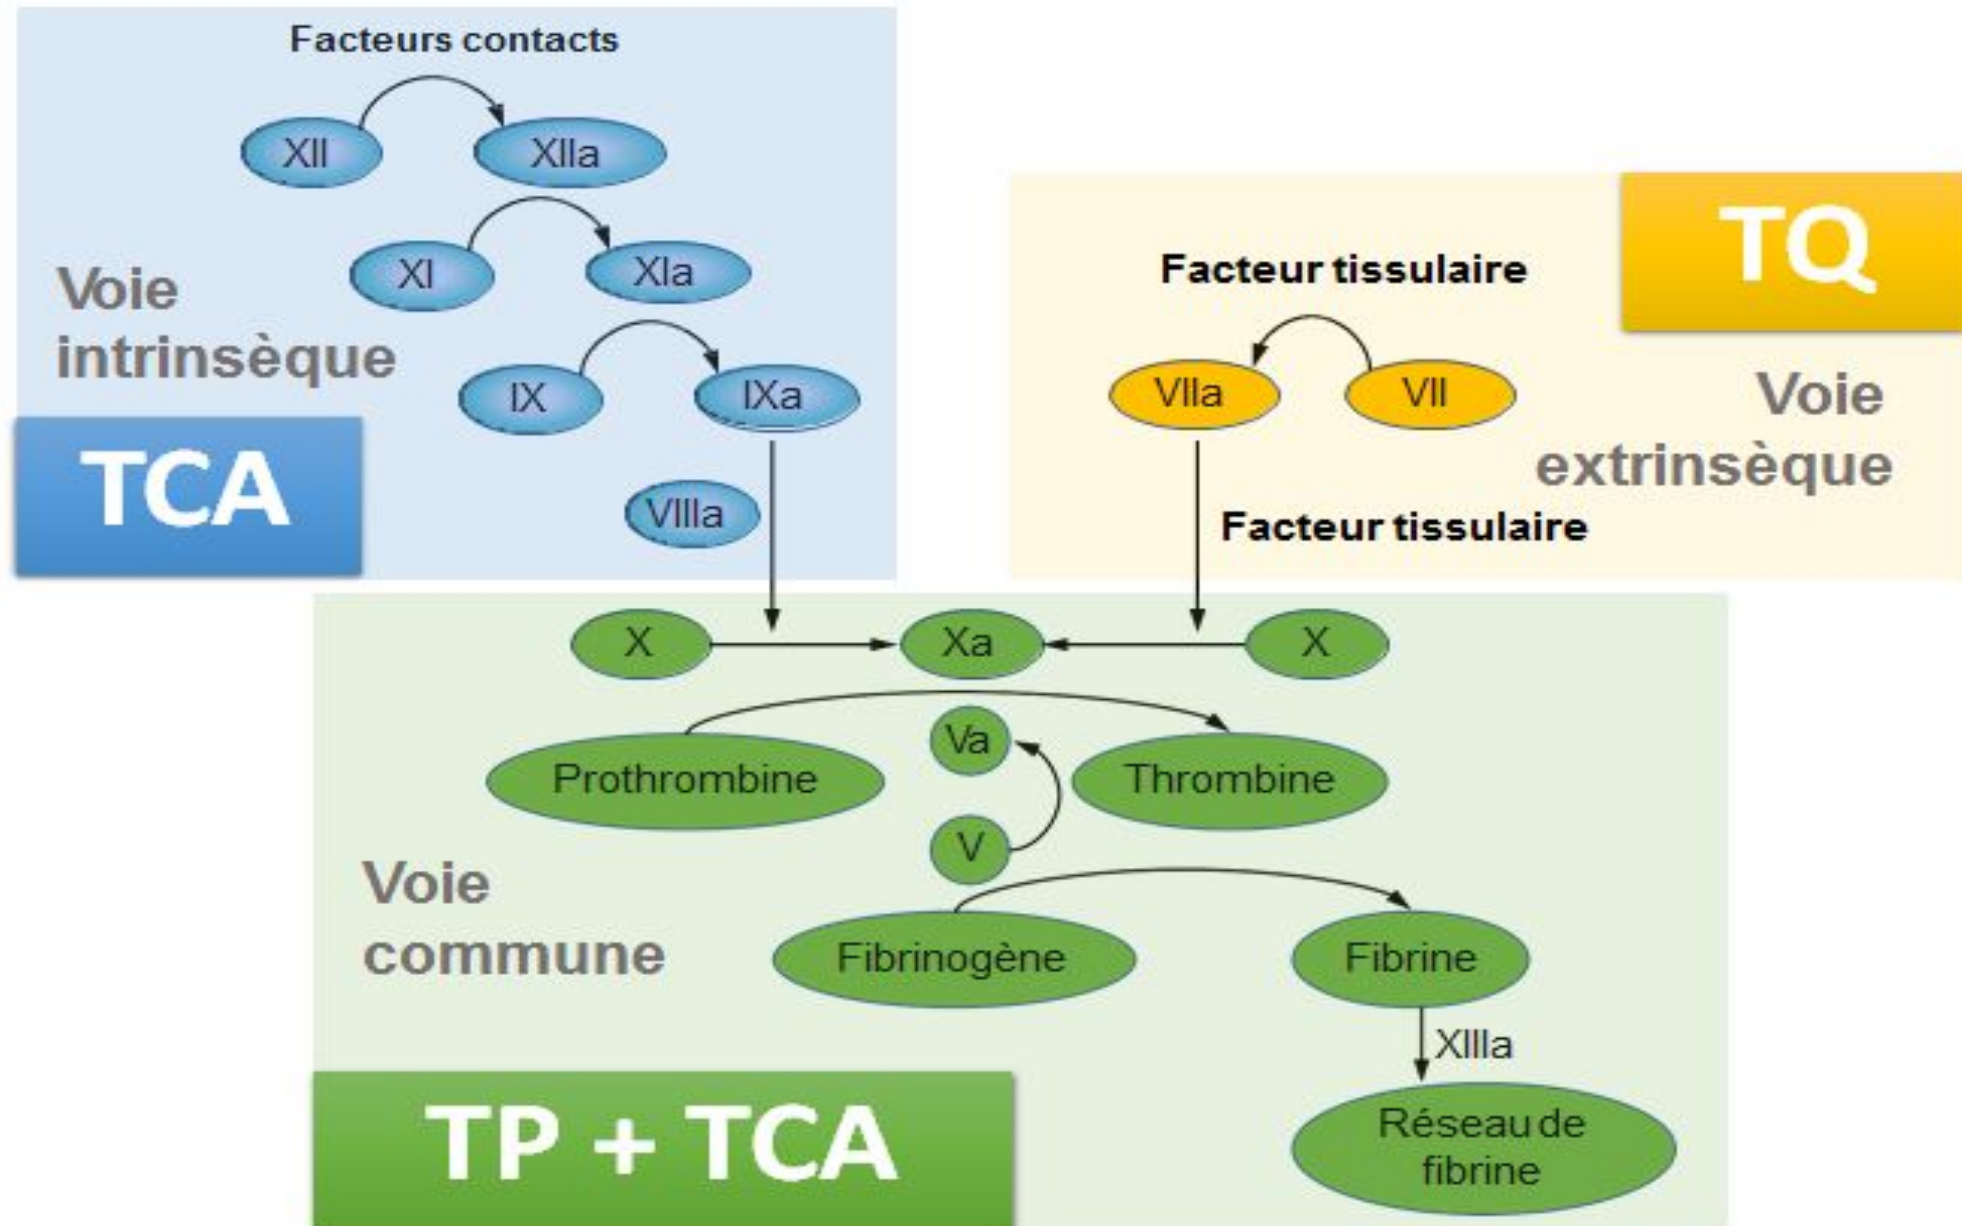 Facteurs contacts
XII
XIIa
XI
XIa
Voie
intrinsèque
IX
IXa
TCA
VIIIa
TQ
Facteur tissulaire
VIIa
VII
Voie
extrinsèque
Facteur tissulaire
X
Xa
X
Prothrombine
Va
Thrombine
V
Voie
commune
Fibrinogène
Fibrine
XIIIa
TP + TCA
Réseau de
fibrine